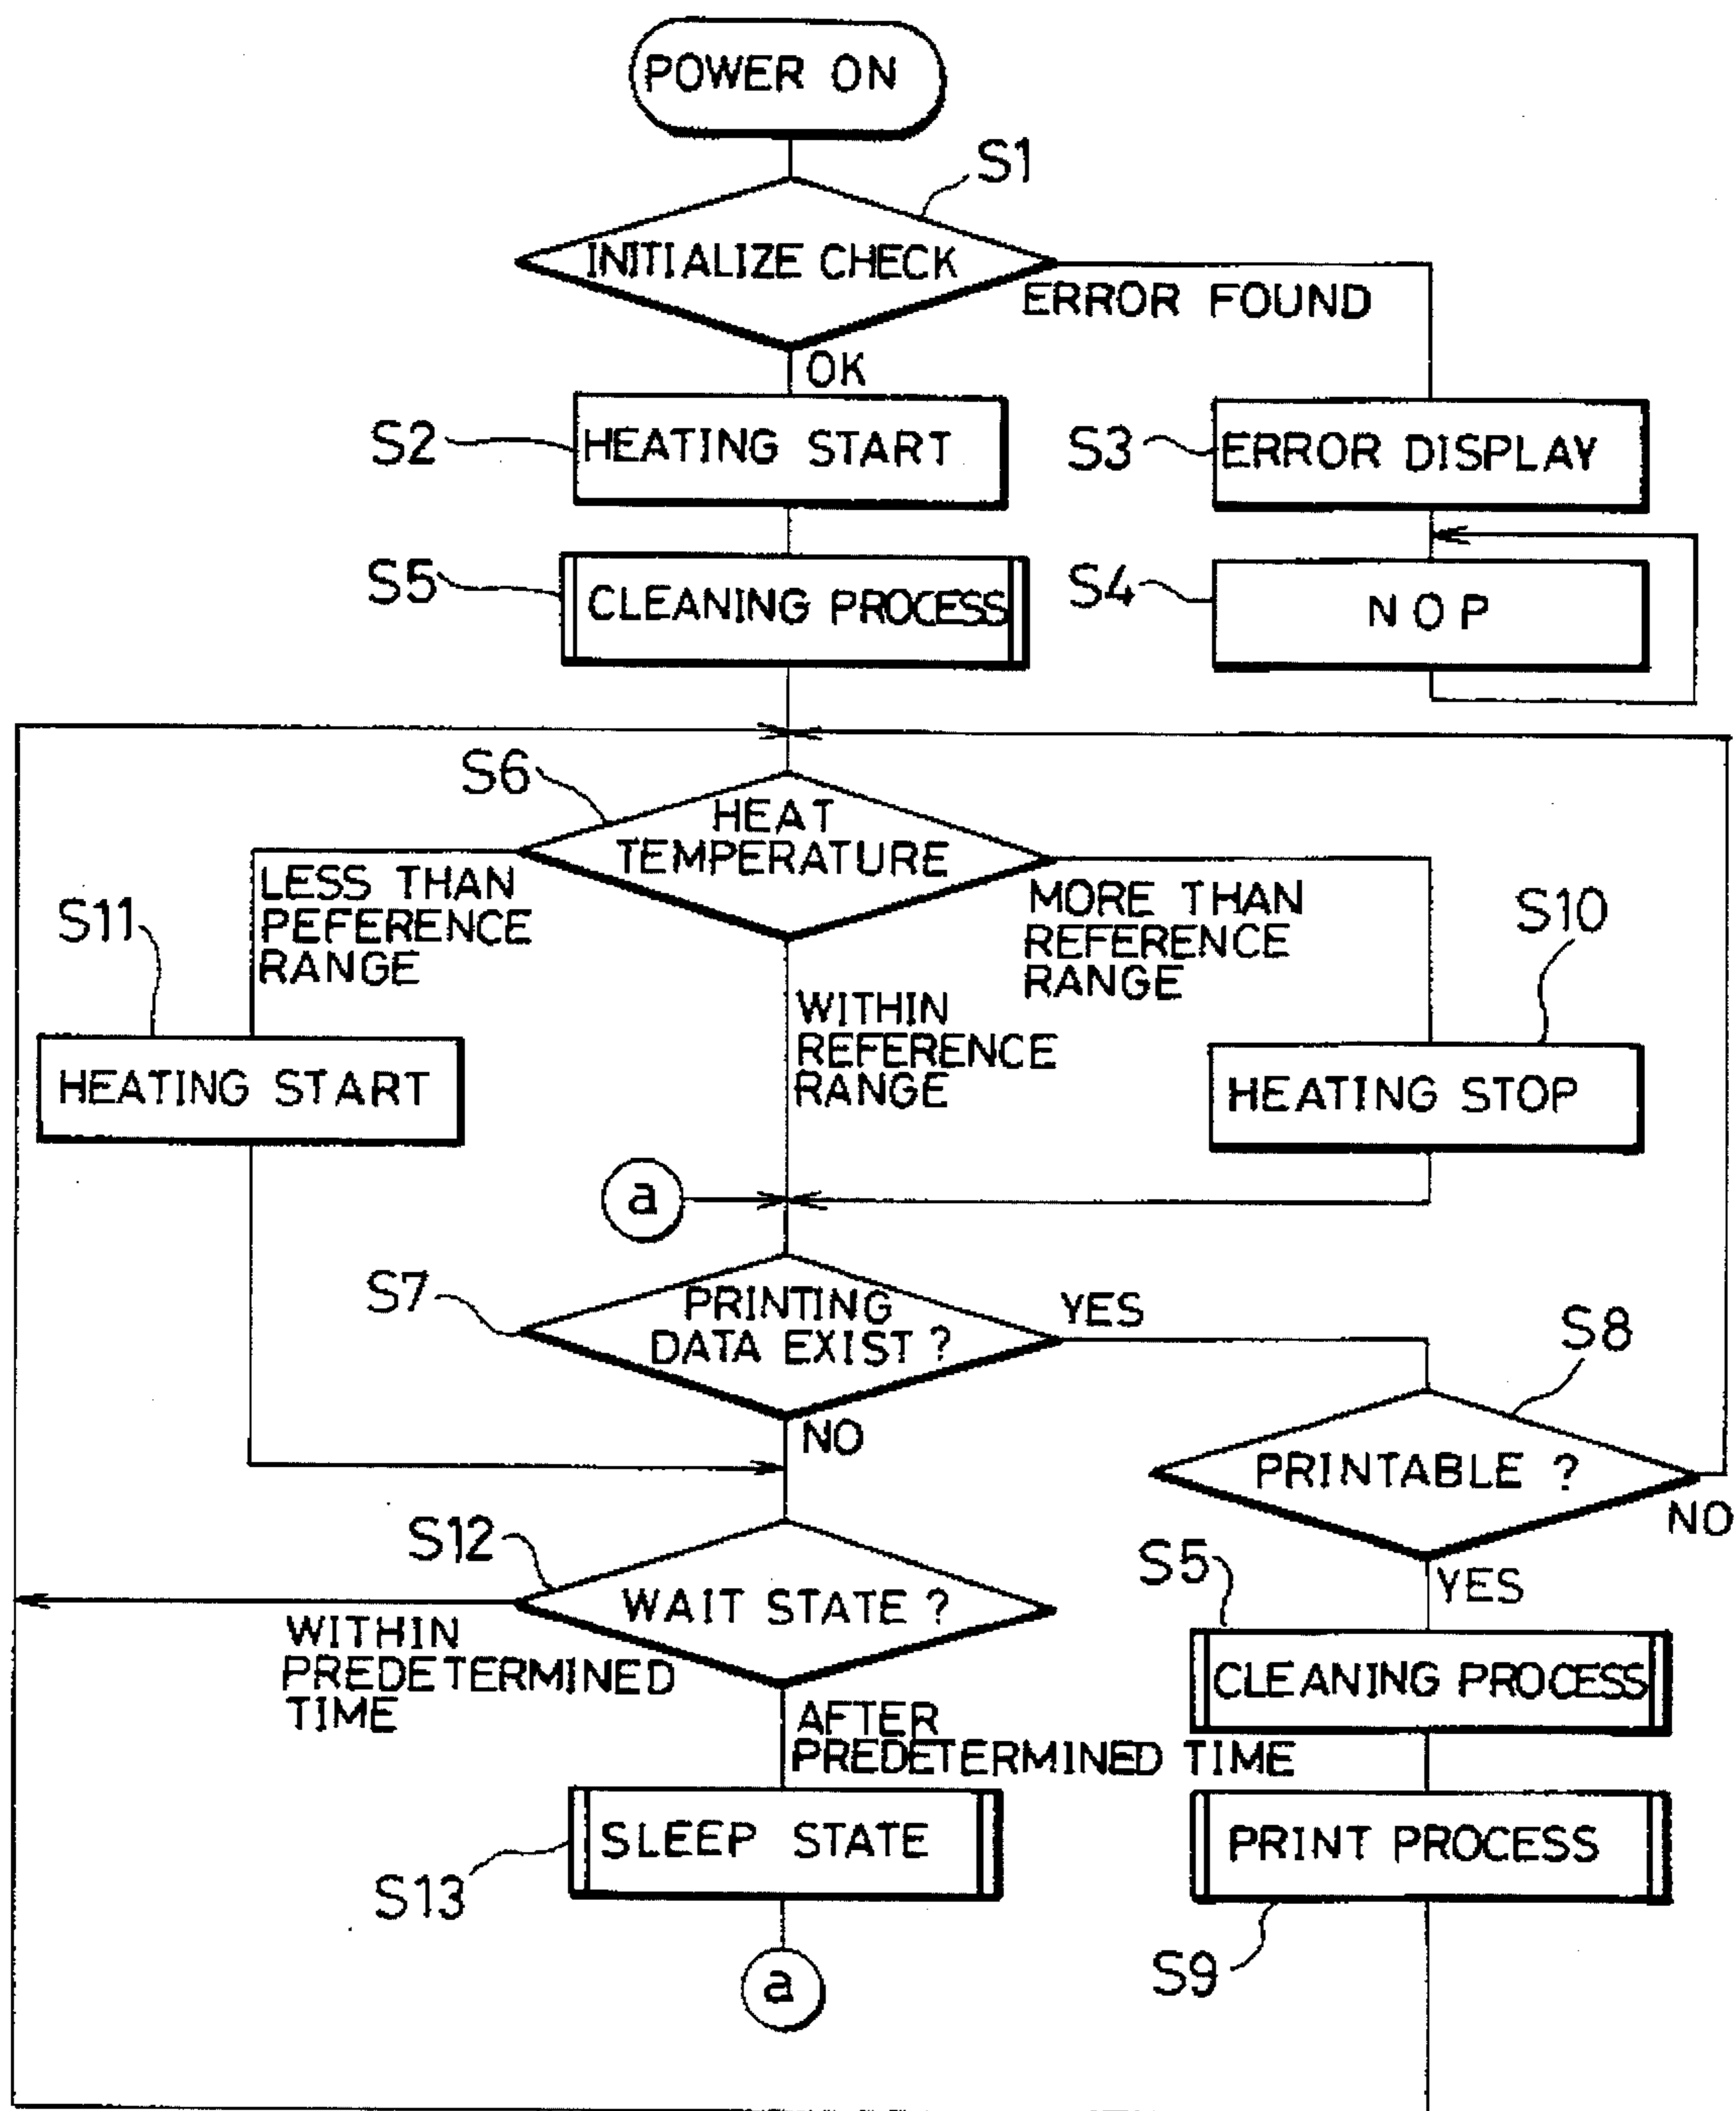 POWER ON
S1
INITIALIZE CHECK
ERROR FOUND
OK
S2
HEATING START
S3
ERROR DISPLAY
S5
CLEANING PROCESS
S4
NOP
S6
HEAT
TEMPERATURE
LESS THAN
PEFERENCE
RANGE
MORE THAN
REFERENCE
RANGE
S11
S10
WITHIN
REFERENCE
RANGE
HEATING START
HEATING STOP
a
S7
PRINTING
DATA EXIST ?
YES
S8
NO
PRINTABLE ?
NO
S12
WAIT STATE ?
YES
S5
WITHIN
PREDETERMINED
TIME
CLEANING PROCESS
AFTER
PREDETERMINED TIME
SLEEP STATE
PRINT PROCESS
S13
S9
a